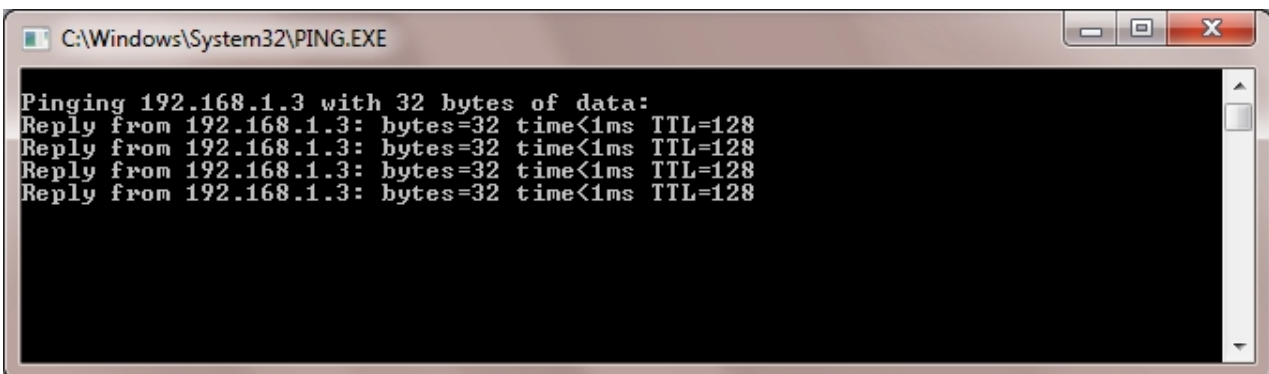 C:\Windows\System32\PING.EXE
Pinging 192.168.1.3 with 32 bytes of data:
Reply from 192.168.1.3: bytes=32 time<1ms TTL=128
Reply from 192.168.1.3: bytes=32 time<1ms TTL=128
Reply from 192.168.1.3: bytes=32 time<1ms TTL=128
Reply from 192.168.1.3: bytes=32 time<1ms TTL=128